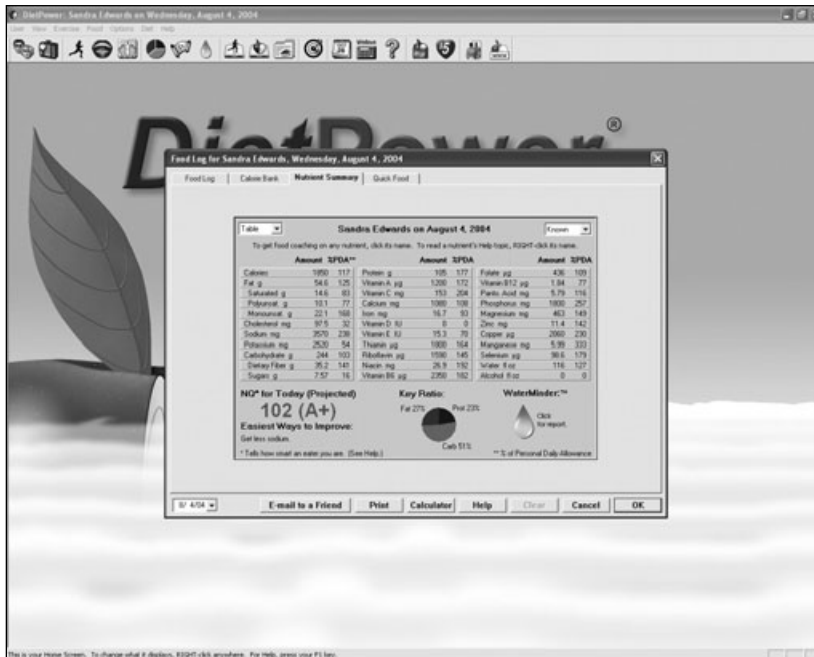 DietPower: Sandra Edwards on Wednesday, August 4, 2004
User View Exercise Food Options Diet Help
DietPower®
Food Log for Sandra Edwards, Wednesday, August 4, 2004
Food Log Calorie Bank Nutrient Summary Quick Food
Table Sandra Edwards on August 4, 2004 Known
To get food coaching on any nutrient, click its name. To read a nutrient's Help topic, RIGHT-click its name.
Amount %PDA** Amount %PDA Amount %PDA
Calories 1850 117 Protein g 105 177 Folate µg 436 109
Fat g 54.6 125 Vitamin A µg 1200 172 Vitamin B12 µg 1.84 77
Saturated g 14.6 83 Vitamin C mg 153 204 Panto. Acid mg 5.79 116
Polyunsat. g 10.1 77 Calcium mg 1080 108 Phosphorus mg 1800 257
Monounsat. g 22.1 168 Iron mg 16.7 93 Magnesium mg 463 149
Cholesterol mg 97.5 32 Vitamin D IU 0 0 Zinc mg 11.4 142
Sodium mg 3570 238 Vitamin E IU 15.3 70 Copper µg 2060 230
Potassium mg 2520 54 Thiamin µg 1800 164 Manganese mg 5.99 333
Carbohydrate g 244 103 Riboflavin µg 1590 145 Selenium µg 98.6 179
Dietary Fiber g 35.2 141 Niacin mg 26.9 192 Water fl oz 116 127
Sugars g 7.57 16 Vitamin B6 µg 2350 182 Alcohol fl oz 0 0
NQ* for Today (Projected) Key Ratio: WaterMinder:™
102 (A+) Fat 27% Prot 23% Click for report.
Easiest Ways to Improve:
Get less sodium.
Carb 51%
* Tells how smart an eater you are. (See Help.) ** % of Personal Daily Allowance
8/ 4/04 E-mail to a Friend Print Calculator Help Clear Cancel OK
This is your Home Screen. To change what it displays, RIGHT-click anywhere. For Help, press your F1 key.